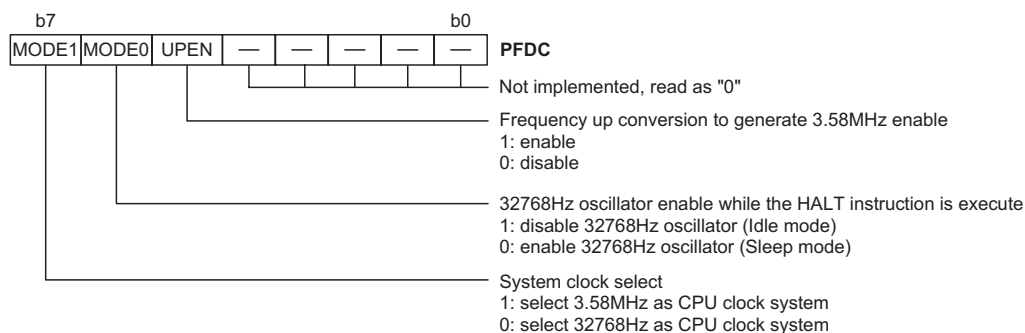 b7 b0
MODE1 MODE0 UPEN — — — — — PFDC
Not implemented, read as "0"
Frequency up conversion to generate 3.58MHz enable
1: enable
0: disable
32768Hz oscillator enable while the HALT instruction is execute
1: disable 32768Hz oscillator (Idle mode)
0: enable 32768Hz oscillator (Sleep mode)
System clock select
1: select 3.58MHz as CPU clock system
0: select 32768Hz as CPU clock system